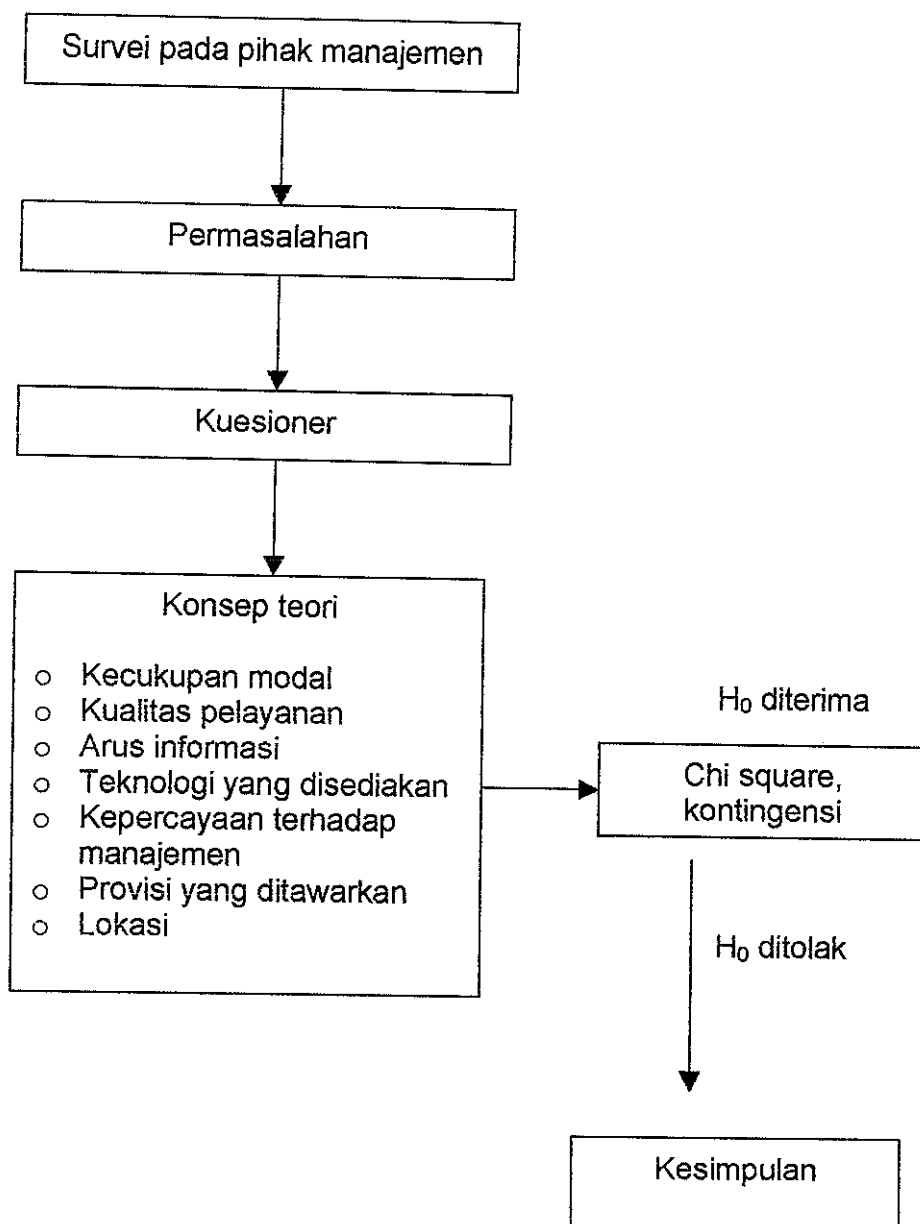 Survei pada pihak manajemen
Permasalahan
Kuesioner
Konsep teori
○ Kecukupan modal
○ Kualitas pelayanan
○ Arus informasi
○ Teknologi yang disediakan
○ Kepercayaan terhadap
manajemen
○ Provisi yang ditawarkan
○ Lokasi
H₀ diterima
Chi square,
kontingensi
H₀ ditolak
Kesimpulan